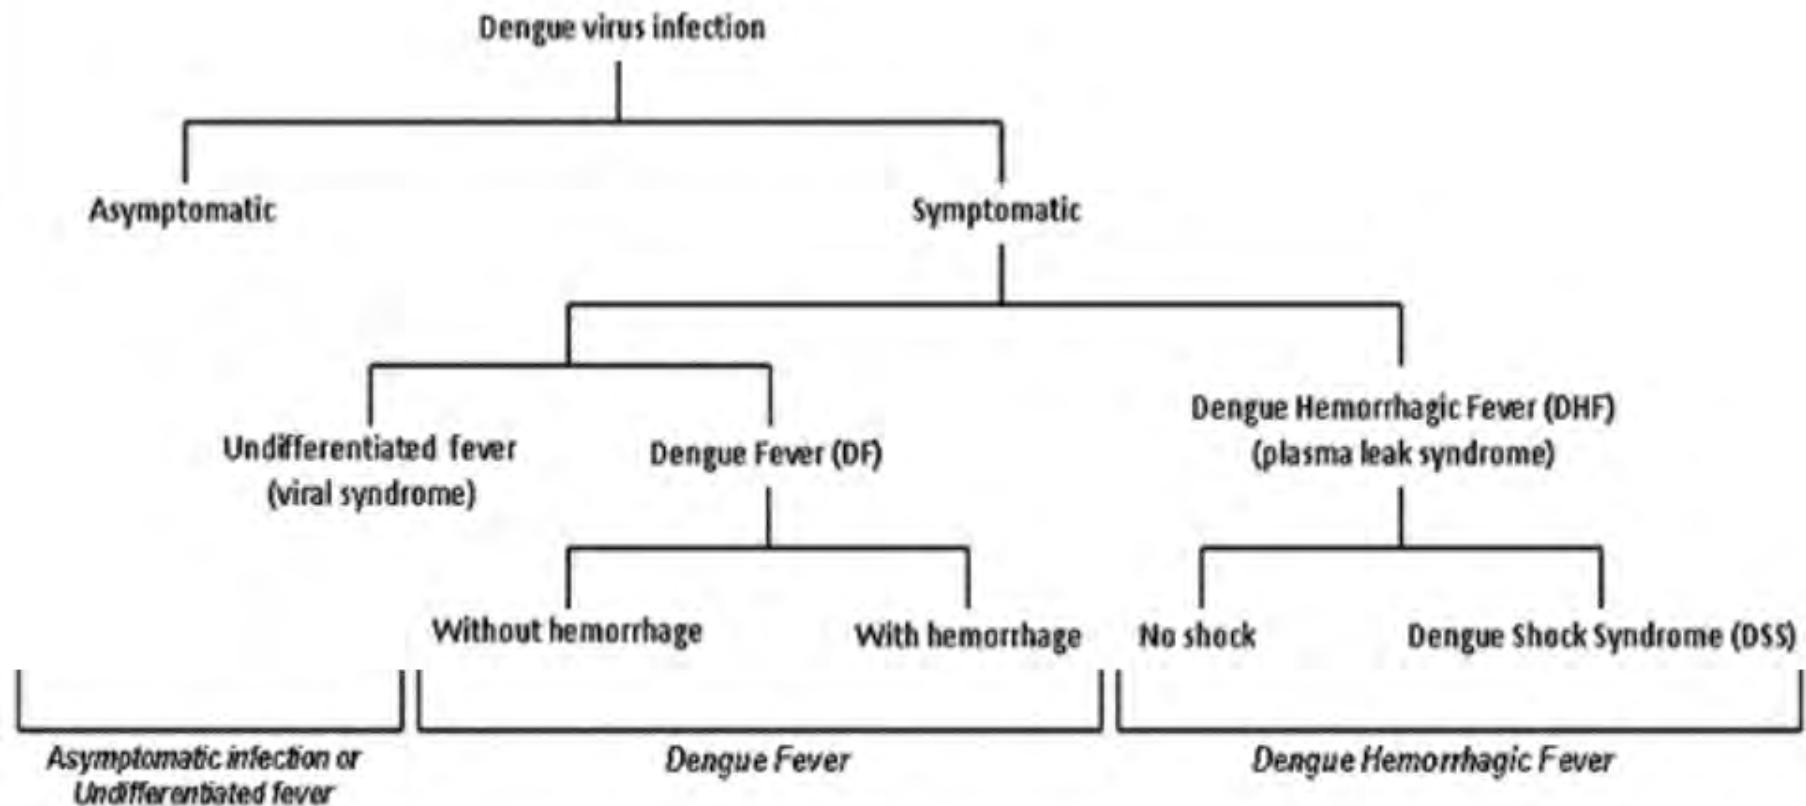 Dengue virus infection
Asymptomatic
Symptomatic
Undifferentiated fever
(viral syndrome)
Dengue Fever (DF)
Dengue Hemorrhagic Fever (DHF)
(plasma leak syndrome)
Without hemorrhage
With hemorrhage
No shock
Dengue Shock Syndrome (DSS)
Asymptomatic infection or
Undifferentiated fever
Dengue Fever
Dengue Hemorrhagic Fever